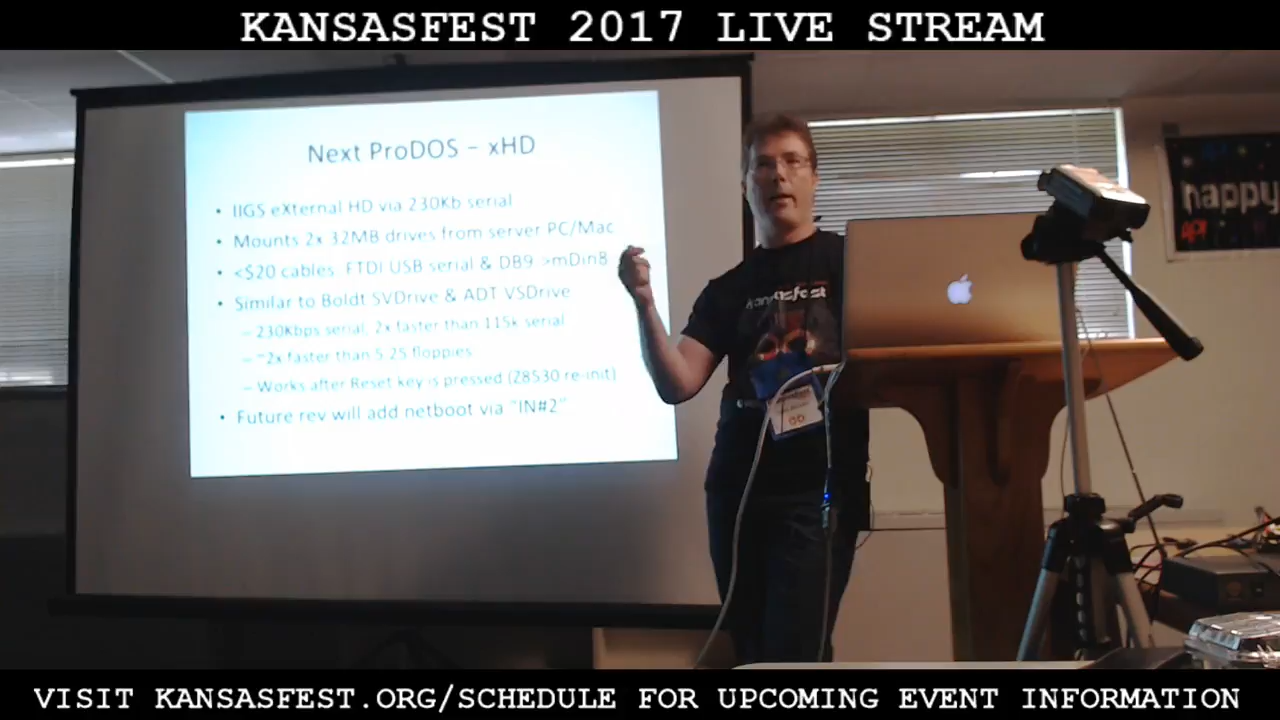 KANSASFEST 2017 LIVE STREAM
Next ProDOS – xHD
• IIGS eXternal HD via 230Kb serial
• Mounts 2x 32MB drives from server PC/Mac
• <$20 cables: FTDI USB serial & DB9 >mDin8
• Similar to Boldt SVDrive & ADT VSDrive
– 230Kbps serial, 2x faster than 115k serial
– ~2x faster than 5.25 floppies
– Works after Reset key is pressed (Z8530 re-init)
• Future rev will add netboot via "IN#2"
happy
kansasfest
VISIT KANSASFEST.ORG/SCHEDULE FOR UPCOMING EVENT INFORMATION